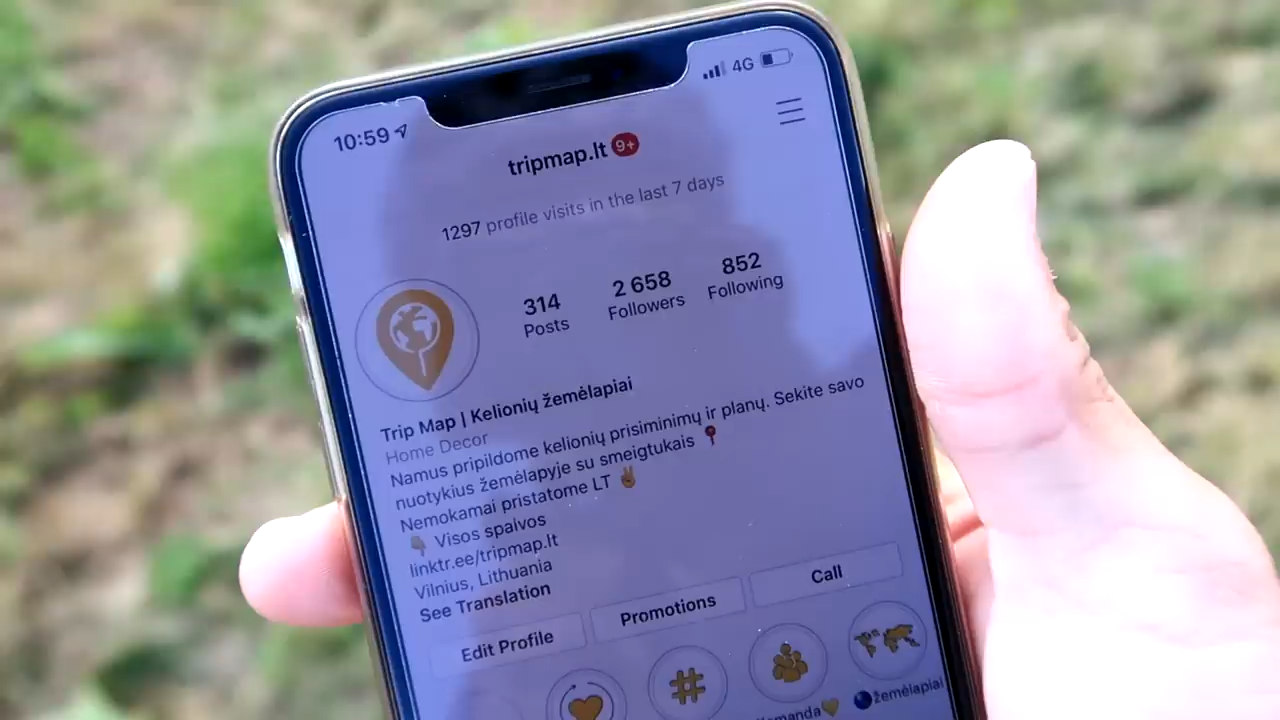 10:59
4G
tripmap.lt 9+
1297 profile visits in the last 7 days
314 2 658 852
Posts Followers Following
Trip Map | Kelionių žemėlapiai
Home Decor
Namus pripildome kelionių prisiminimų ir planų. Sekite savo
nuotykius žemėlapyje su smeigtukais 📍
Nemokamai pristatome LT ✌
👇 Visos spalvos
linktr.ee/tripmap.lt
Vilnius, Lithuania
See Translation
Edit Profile Promotions Call
#
žemėlapiai